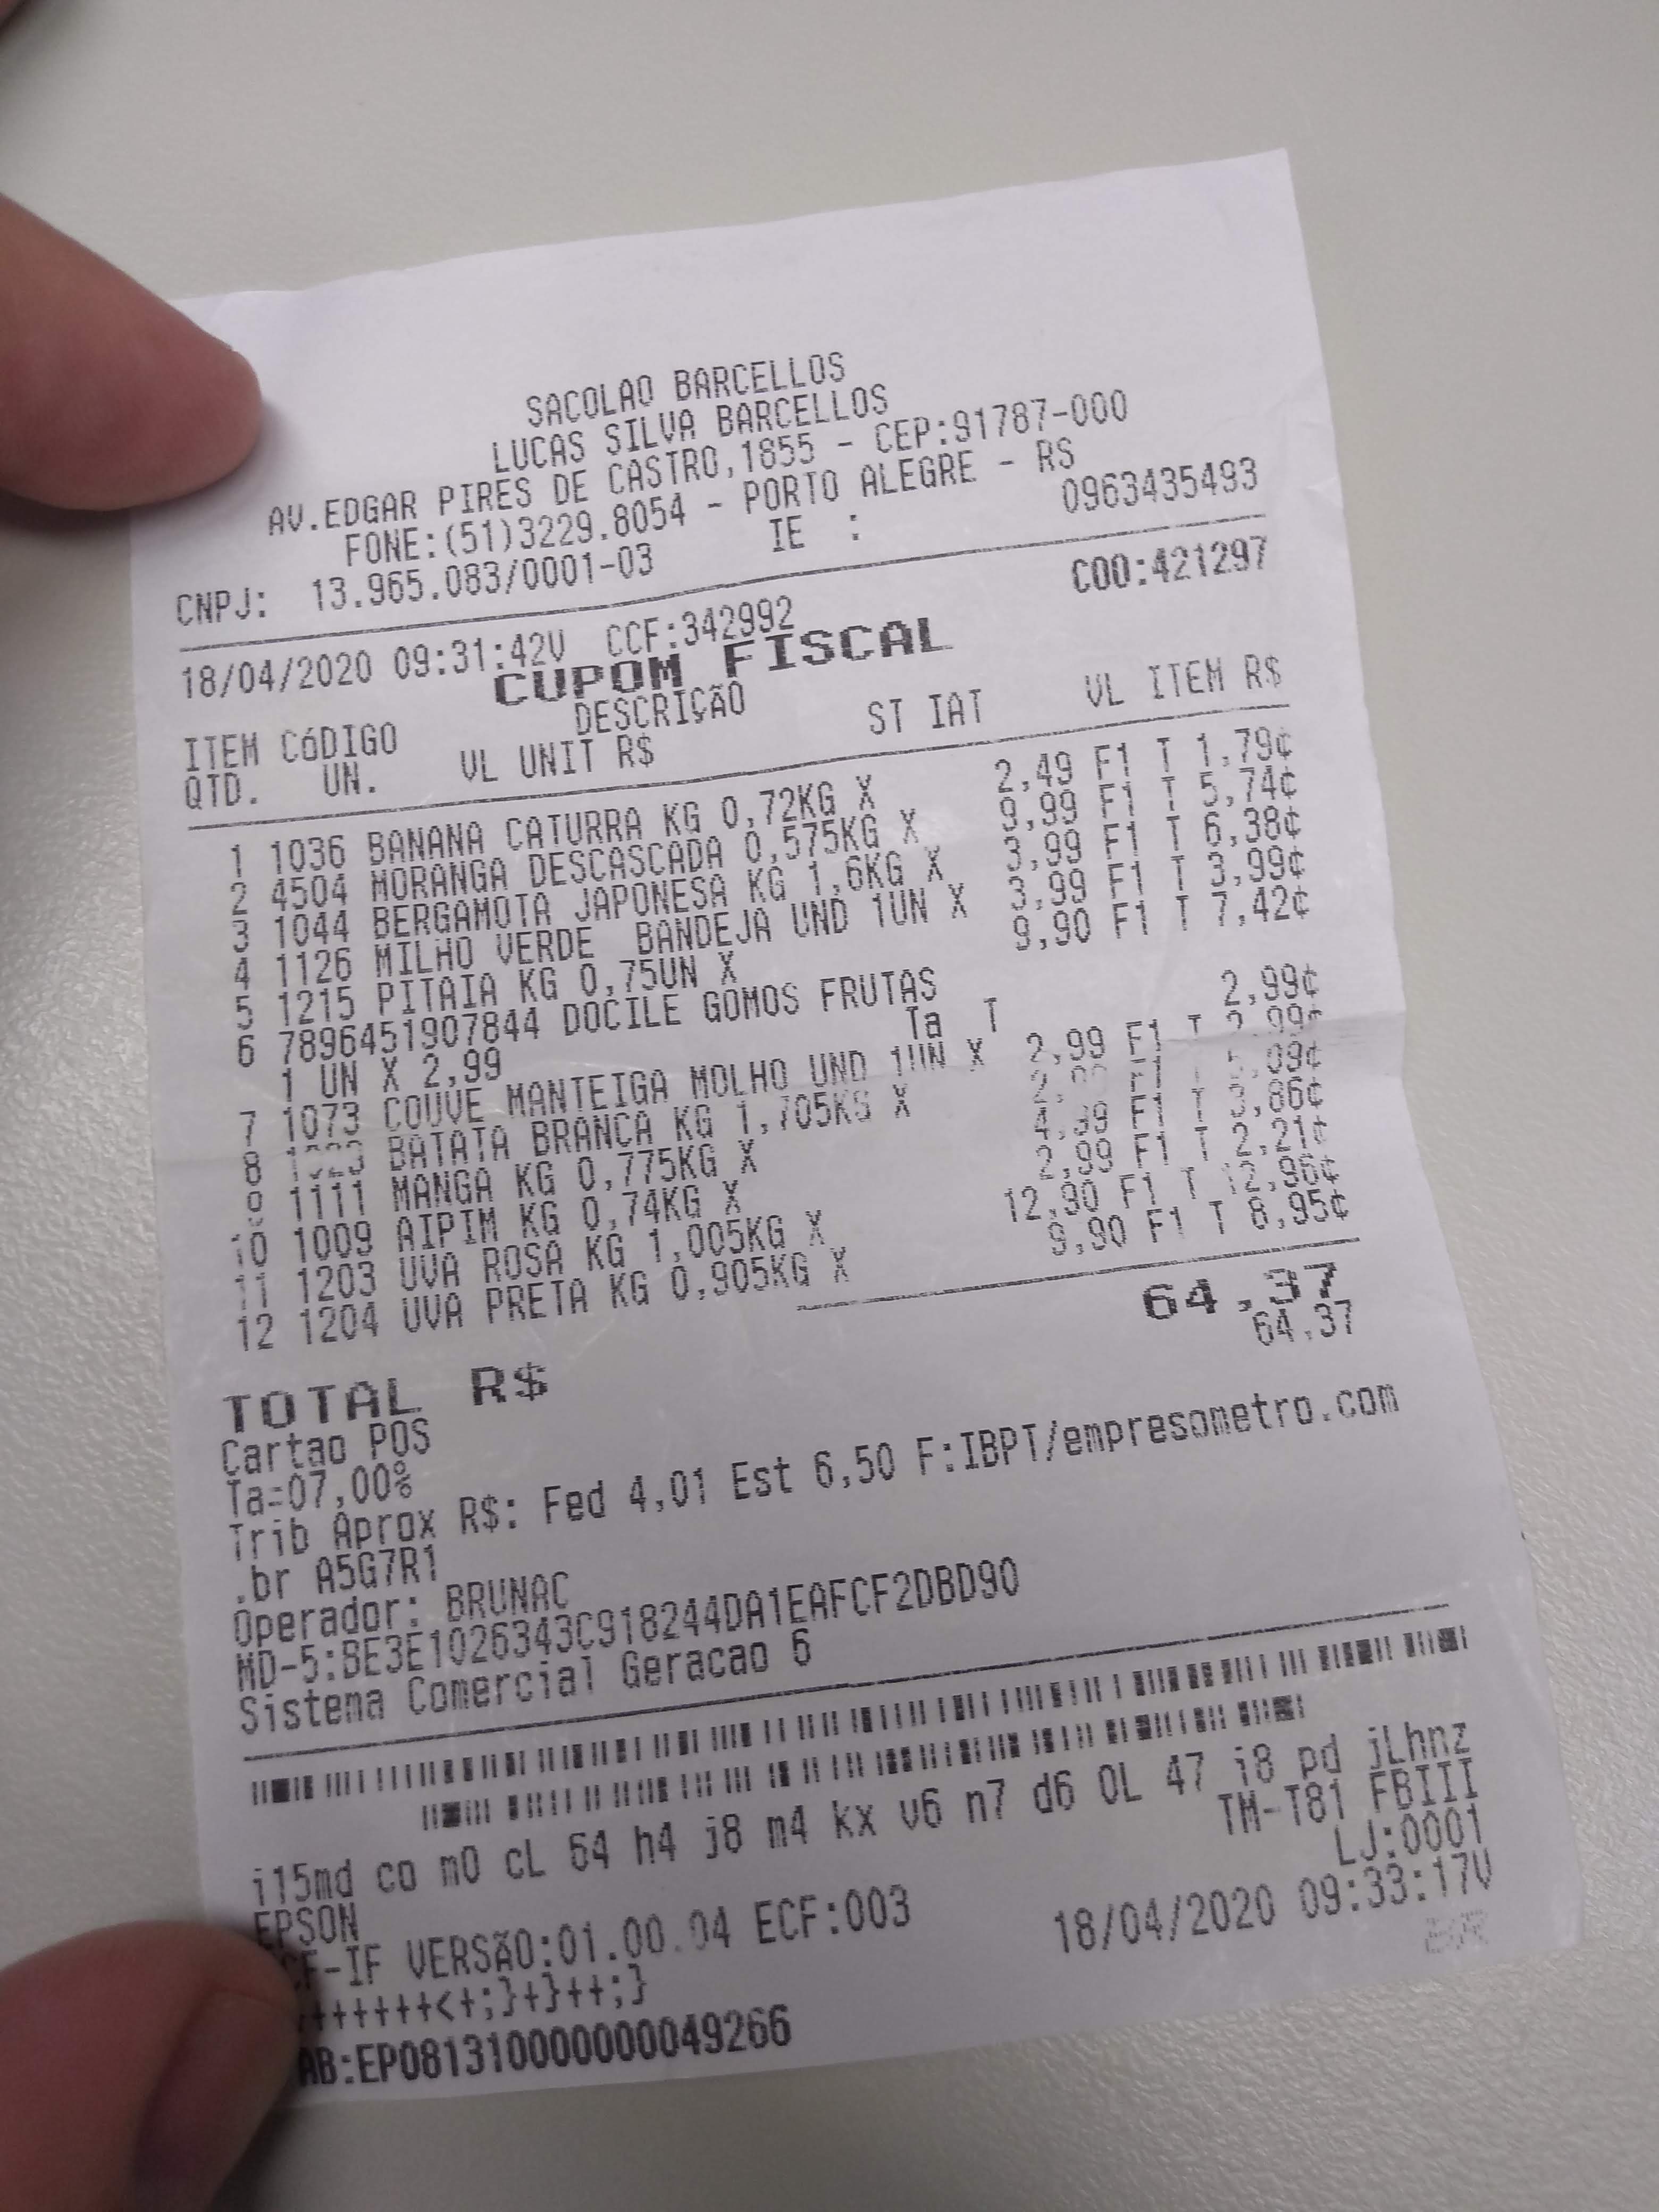 SACOLAO BARCELLOS
LUCAS SILVA BARCELLOS
AV.EDGAR PIRES DE CASTRO,1855 - CEP:91787-000
FONE:(51)3229.8054 - PORTO ALEGRE - RS
CNPJ: 13.965.083/0001-03 IE : 0963435493
18/04/2020 09:31:42V CCF:342992 COO:421297
CUPOM FISCAL
ITEM CóDIGO DESCRIÇÃO
QTD. UN. VL UNIT R$ ST IAT VL ITEM R$
1 1036 BANANA CATURRA KG 0,72KG X 2,49 F1 T 1,79¢
2 4504 MORANGA DESCASCADA 0,575KG X 9,99 F1 T 5,74¢
3 1044 BERGAMOTA JAPONESA KG 1,6KG X 3,99 F1 T 6,38¢
4 1126 MILHO VERDE BANDEJA UND 1UN X 3,99 F1 T 3,99¢
5 1215 PITAIA KG 0,75UN X 9,90 F1 T 7,42¢
6 7896451907844 DOCILE GOMOS FRUTAS
1 UN X 2,99 Ta T 2,99¢
7 1073 COUVE MANTEIGA MOLHO UND 1UN X 2,99 F1 T 2,99¢
8 BATATA BRANCA KG 1,705KG X F1 T
9 1111 MANGA KG 0,775KG X 4,99 F1 T 3,86¢
10 1009 AIPIM KG 0,74KG X 2,99 F1 T 2,21¢
11 1203 UVA ROSA KG 1,005KG X 12,90 F1 T 12,96¢
12 1204 UVA PRETA KG 0,905KG X 9,90 F1 T 8,95¢
TOTAL R$ 64,37
Cartao POS 64,37
Ta=07,00%
Trib Aprox R$: Fed 4,01 Est 6,50 F:IBPT/empresometro.com
.br A5G7R1
Operador: BRUNAC
MD-5:BE3E1026343C918244DA1EAFCF2DBD90
Sistema Comercial Geracao 6
i15md co m0 cL 64 h4 j8 m4 kx v6 n7 d6 0L 47 i8 pd jLhnz
EPSON TM-T81 FBIII
CF-IF VERSÃO:01.00.04 ECF:003 LJ:0001
+++++++<+;}+}++;} 18/04/2020 09:33:17V
AB:EP081310000000049266 BR